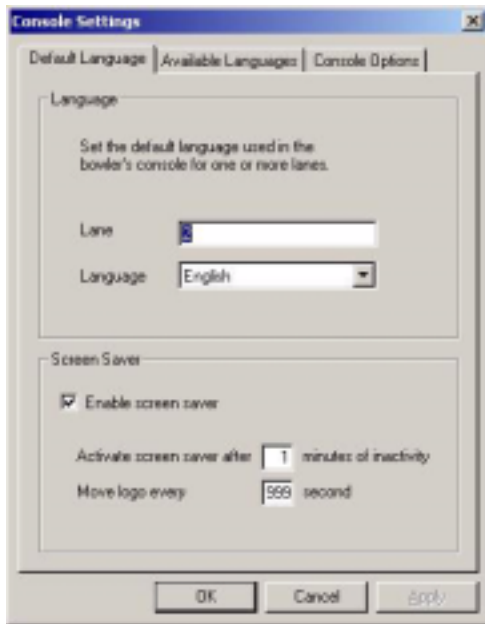 Console Settings
Default Language Available Languages Console Options
Language
Set the default language used in the
bowler's console for one or more lanes.
Lane 2
Language English
Screen Saver
Enable screen saver
Activate screen saver after 1 minutes of inactivity
Move logo every 999 second
OK Cancel Apply